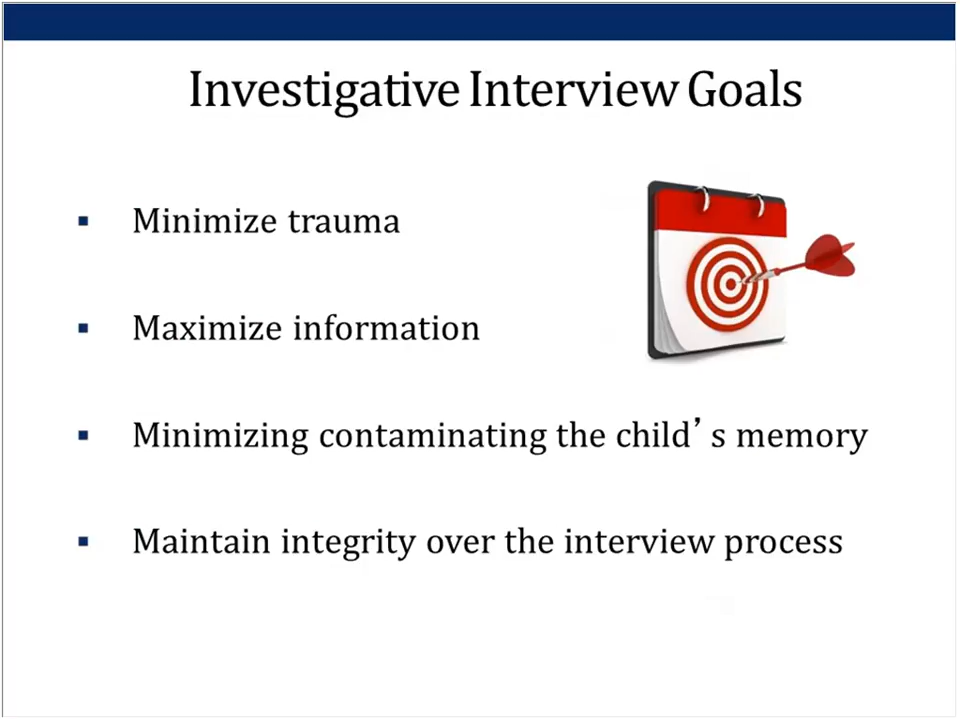 Investigative Interview Goals
Minimize trauma
Maximize information
Minimizing contaminating the child’s memory
Maintain integrity over the interview process